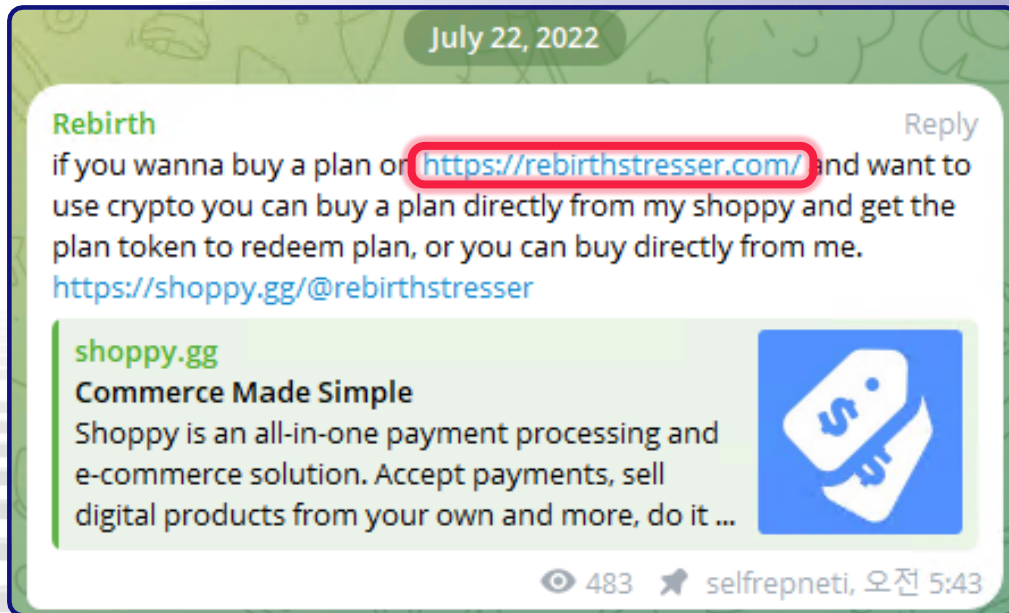 July 22, 2022
Rebirth
Reply
if you wanna buy a plan on https://rebirthstresser.com/ and want to
use crypto you can buy a plan directly from my shoppy and get the
plan token to redeem plan, or you can buy directly from me.
https://shoppy.gg/@rebirthstresser
shoppy.gg
Commerce Made Simple
Shoppy is an all-in-one payment processing and
e-commerce solution. Accept payments, sell
digital products from your own and more, do it ...
483 selfrepneti, 오전 5:43